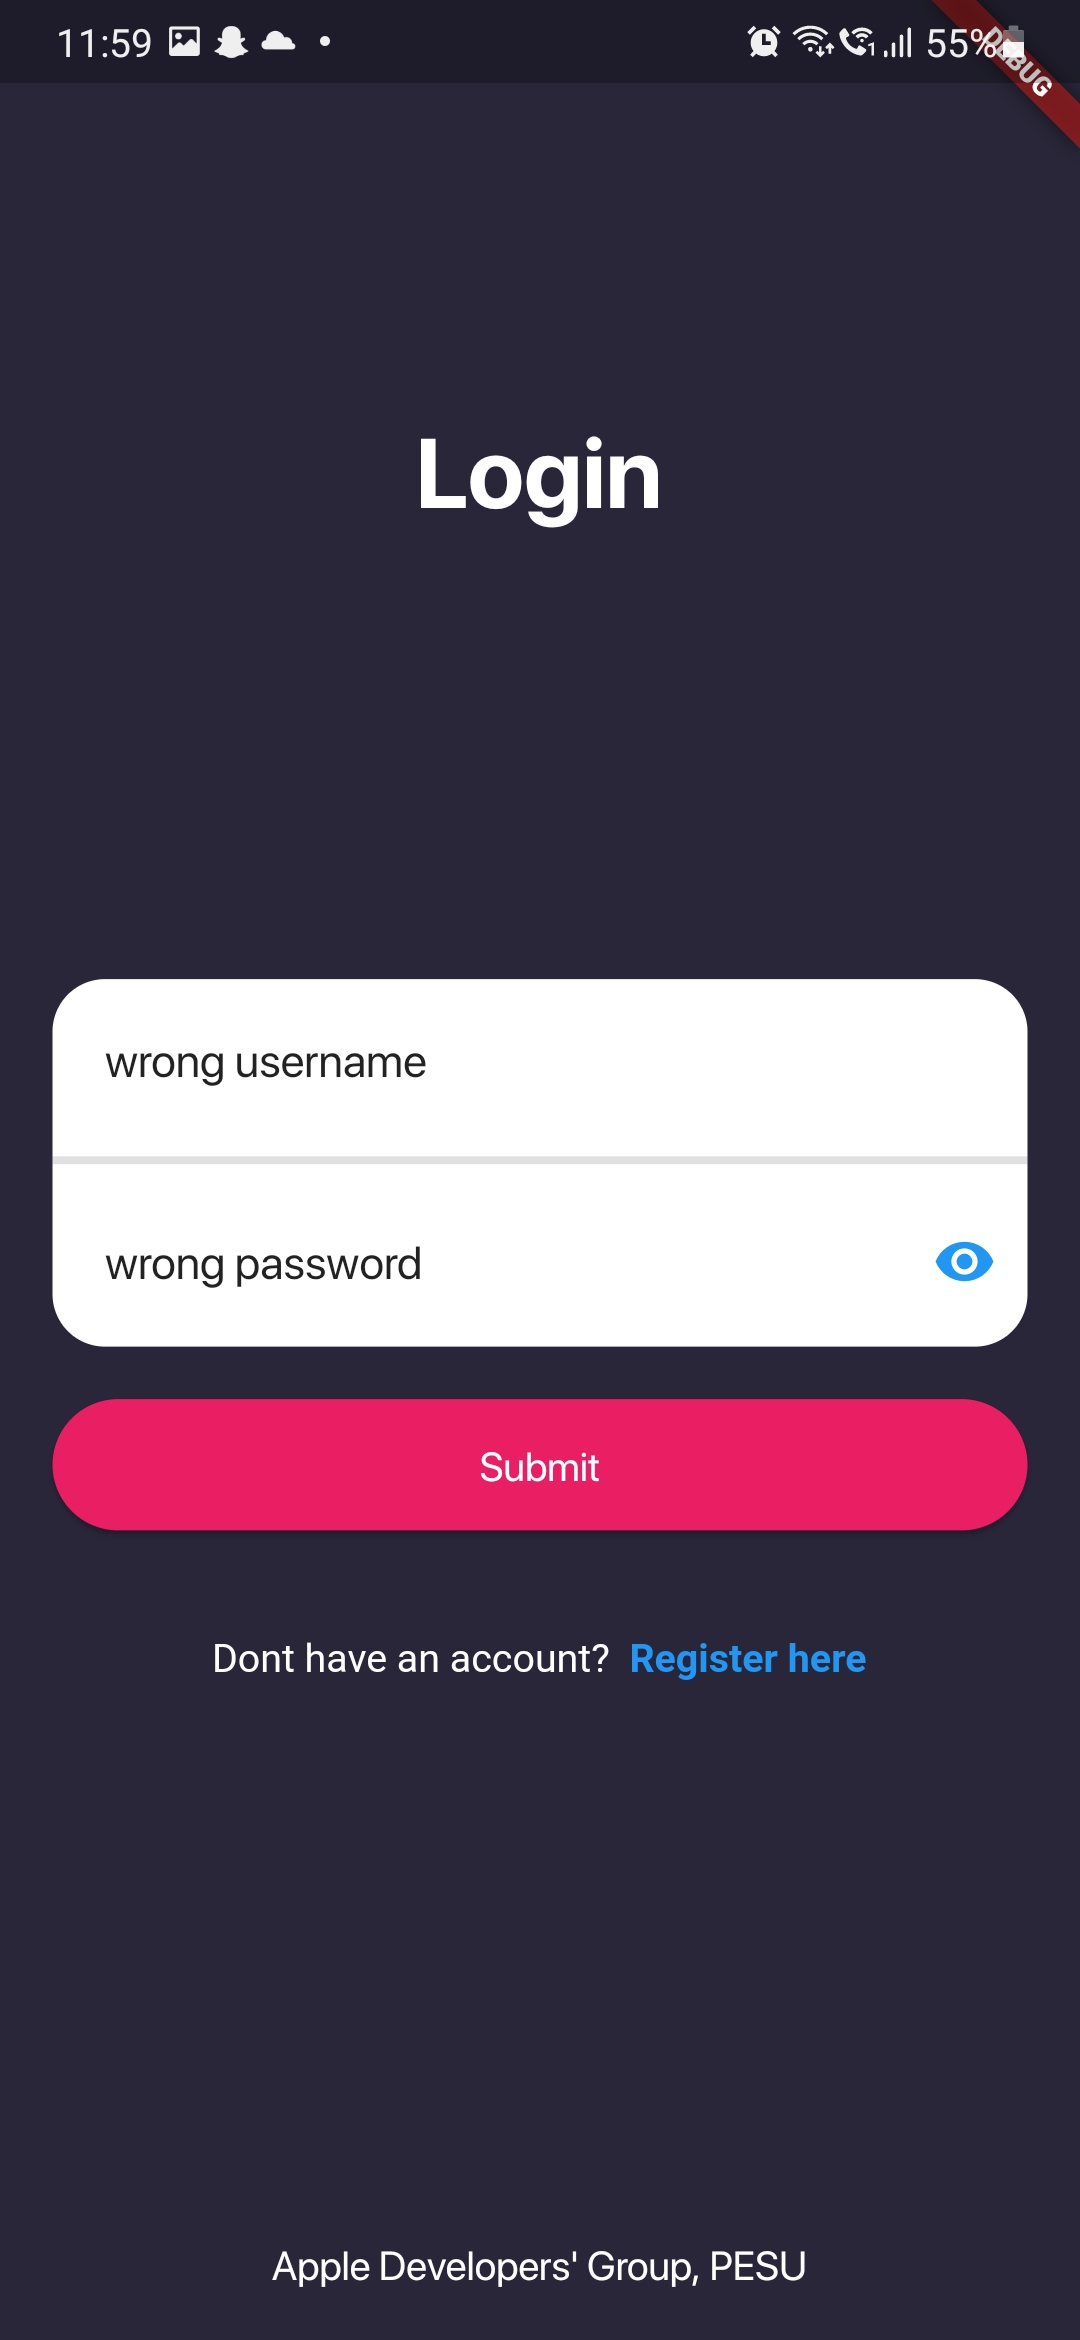 11:59 55%
DEBUG
Login
wrong username
wrong password
Submit
Dont have an account? Register here
Apple Developers' Group, PESU